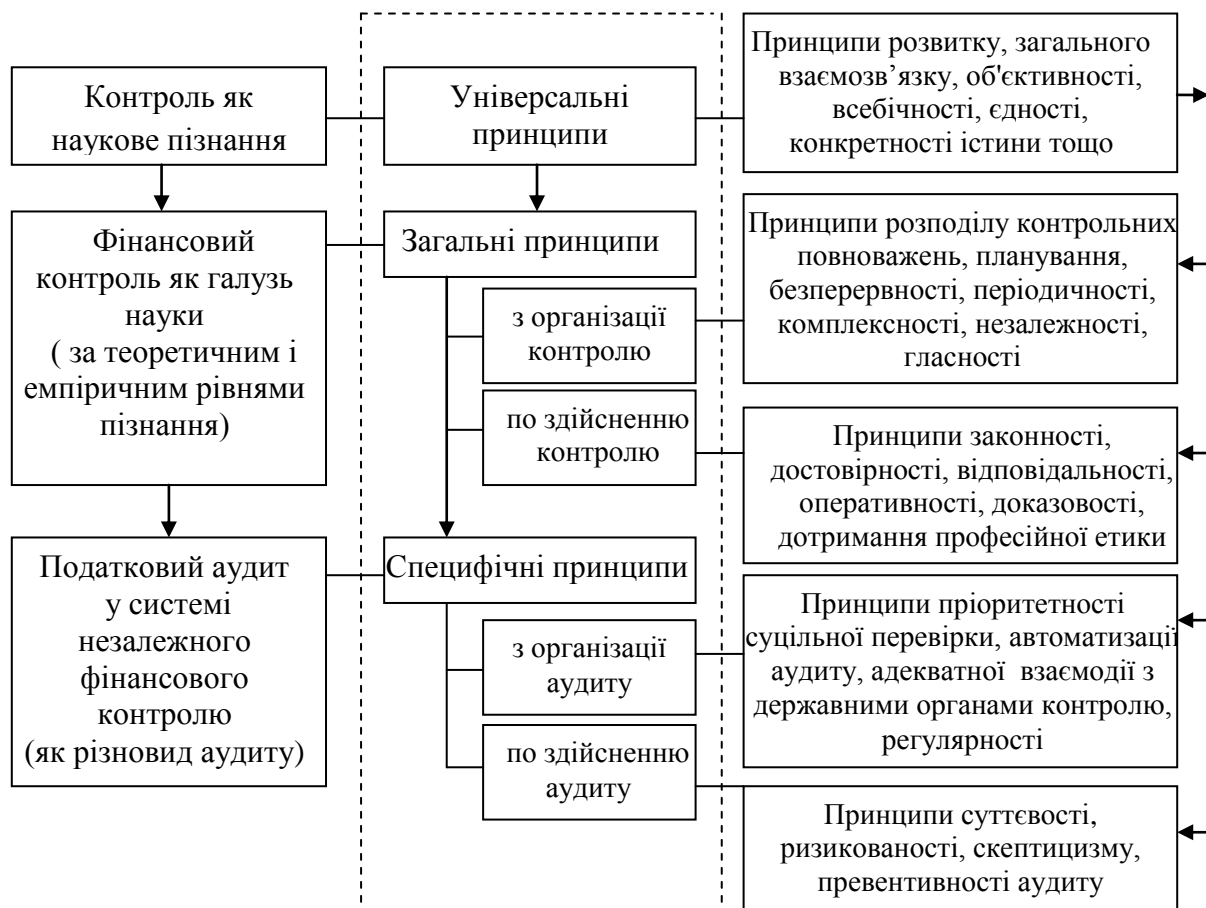 Контроль як
наукове пізнання
Універсальні
принципи
Принципи розвитку, загального
взаємозв’язку, об'єктивності,
всебічності, єдності,
конкретності істини тощо
Фінансовий
контроль як галузь
науки
( за теоретичним і
емпіричним рівнями
пізнання)
Загальні принципи
з організації
контролю
Принципи розподілу контрольних
повноважень, планування,
безперервності, періодичності,
комплексності, незалежності,
гласності
по здійсненню
контролю
Принципи законності,
достовірності, відповідальності,
оперативності, доказовості,
дотримання професійної етики
Податковий аудит
у системі
незалежного
фінансового
контролю
(як різновид аудиту)
Специфічні принципи
з організації
аудиту
Принципи пріоритетності
суцільної перевірки, автоматизації
аудиту, адекватної взаємодії з
державними органами контролю,
регулярності
по здійсненню
аудиту
Принципи суттєвості,
ризикованості, скептицизму,
превентивності аудиту